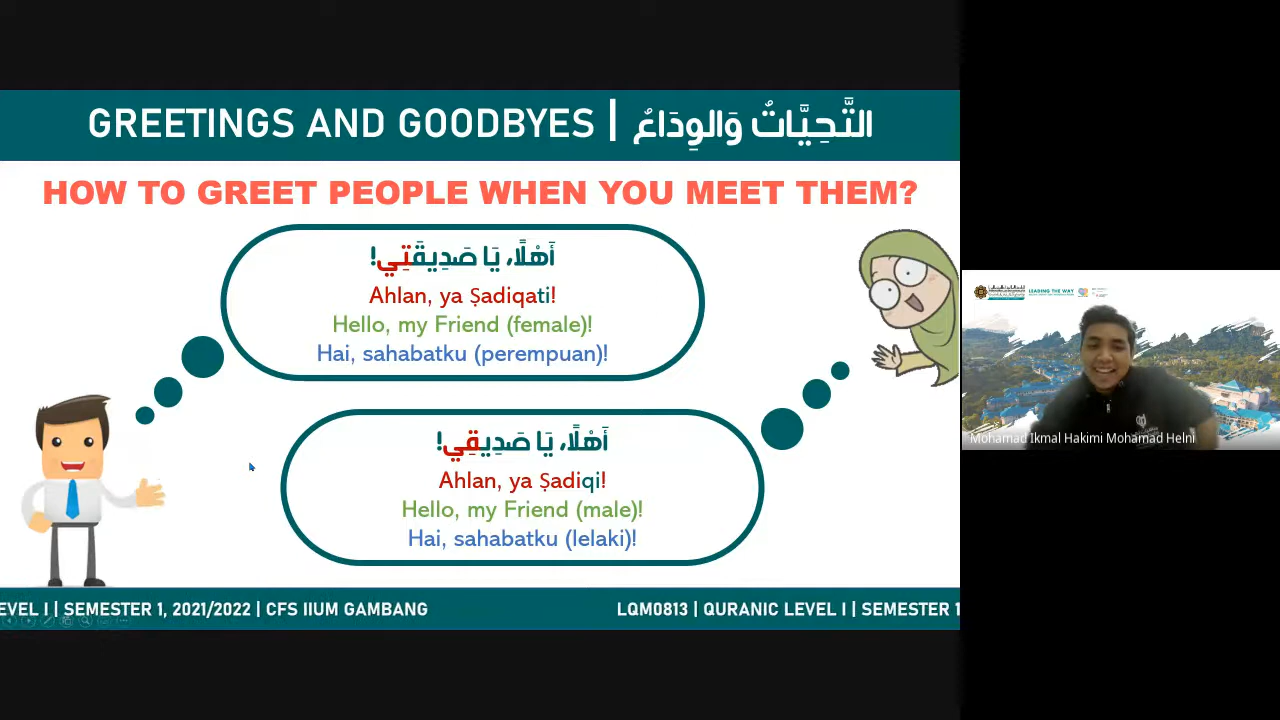 GREETINGS AND GOODBYES | التَّحِيَّاتُ وَالوِدَاعُ
HOW TO GREET PEOPLE WHEN YOU MEET THEM?
أَهْلًا، يَا صَدِيقَتِي!
Ahlan, ya Ṣadiqati!
Hello, my Friend (female)!
Hai, sahabatku (perempuan)!
أَهْلًا، يَا صَدِيقِي!
Ahlan, ya Ṣadiqi!
Hello, my Friend (male)!
Hai, sahabatku (lelaki)!
EVEL I | SEMESTER 1, 2021/2022 | CFS IIUM GAMBANG
LQM0813 | QURANIC LEVEL I | SEMESTER 1
LEADING THE WAY
Mohamad Ikmal Hakimi Mohamad Helni